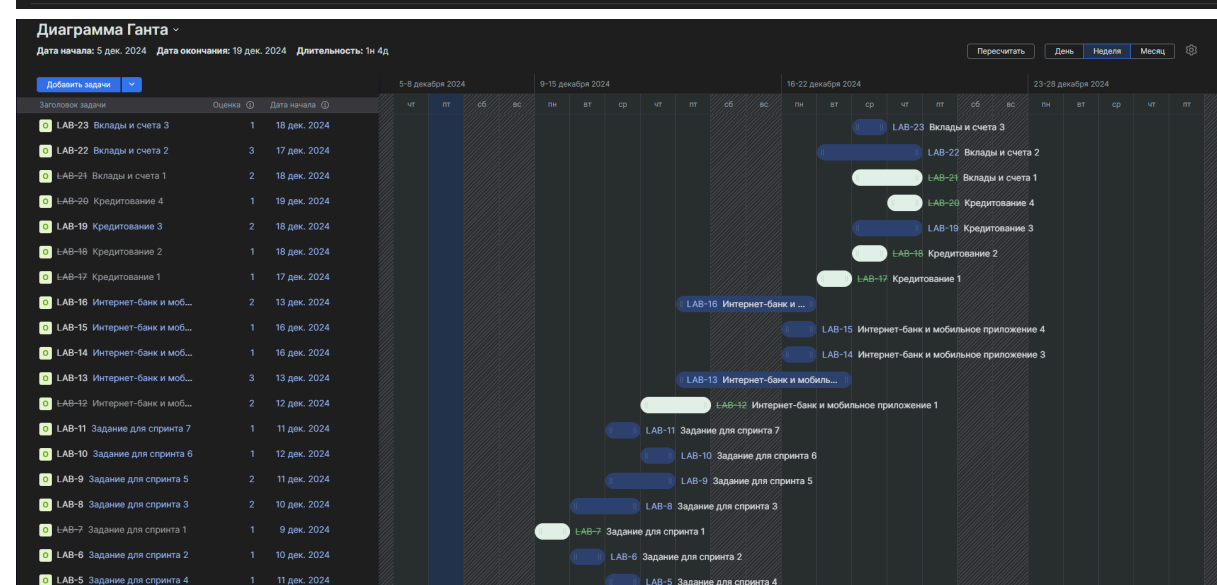 Диаграмма Ганта
Дата начала: 5 дек. 2024 Дата окончания: 19 дек. 2024 Длительность: 1н 4д
Пересчитать День Неделя Месяц
Добавить задачи 5-8 декабря 2024 9-15 декабря 2024 16-22 декабря 2024 23-28 декабря 2024
Заголовок задачи Оценка Дата начала чт пт сб вс пн вт ср чт пт сб вс пн вт ср чт пт сб вс пн вт ср чт пт
О LAB-23 Вклады и счета 3 1 18 дек. 2024 LAB-23 Вклады и счета 3
О LAB-22 Вклады и счета 2 3 17 дек. 2024 LAB-22 Вклады и счета 2
О LAB-21 Вклады и счета 1 2 18 дек. 2024 LAB-21 Вклады и счета 1
О LAB-20 Кредитование 4 1 19 дек. 2024 LAB-20 Кредитование 4
О LAB-19 Кредитование 3 2 18 дек. 2024 LAB-19 Кредитование 3
О LAB-18 Кредитование 2 1 18 дек. 2024 LAB-18 Кредитование 2
О LAB-17 Кредитование 1 1 17 дек. 2024 LAB-17 Кредитование 1
О LAB-16 Интернет-банк и моб... 2 13 дек. 2024 LAB-16 Интернет-банк и ...
О LAB-15 Интернет-банк и моб... 1 16 дек. 2024 LAB-15 Интернет-банк и мобильное приложение 4
О LAB-14 Интернет-банк и моб... 1 16 дек. 2024 LAB-14 Интернет-банк и мобильное приложение 3
О LAB-13 Интернет-банк и моб... 3 13 дек. 2024 LAB-13 Интернет-банк и мобиль...
О LAB-12 Интернет-банк и моб... 2 12 дек. 2024 LAB-12 Интернет-банк и мобильное приложение 1
О LAB-11 Задание для спринта 7 1 11 дек. 2024 LAB-11 Задание для спринта 7
О LAB-10 Задание для спринта 6 1 12 дек. 2024 LAB-10 Задание для спринта 6
О LAB-9 Задание для спринта 5 2 11 дек. 2024 LAB-9 Задание для спринта 5
О LAB-8 Задание для спринта 3 2 10 дек. 2024 LAB-8 Задание для спринта 3
О LAB-7 Задание для спринта 1 1 9 дек. 2024 LAB-7 Задание для спринта 1
О LAB-6 Задание для спринта 2 1 10 дек. 2024 LAB-6 Задание для спринта 2
О LAB-5 Задание для спринта 4 1 11 дек. 2024 LAB-5 Задание для спринта 4